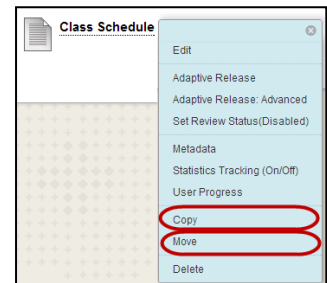 Class Schedule
Edit
Adaptive Release
Adaptive Release: Advanced
Set Review Status(Disabled)
Metadata
Statistics Tracking (On/Off)
User Progress
Copy
Move
Delete